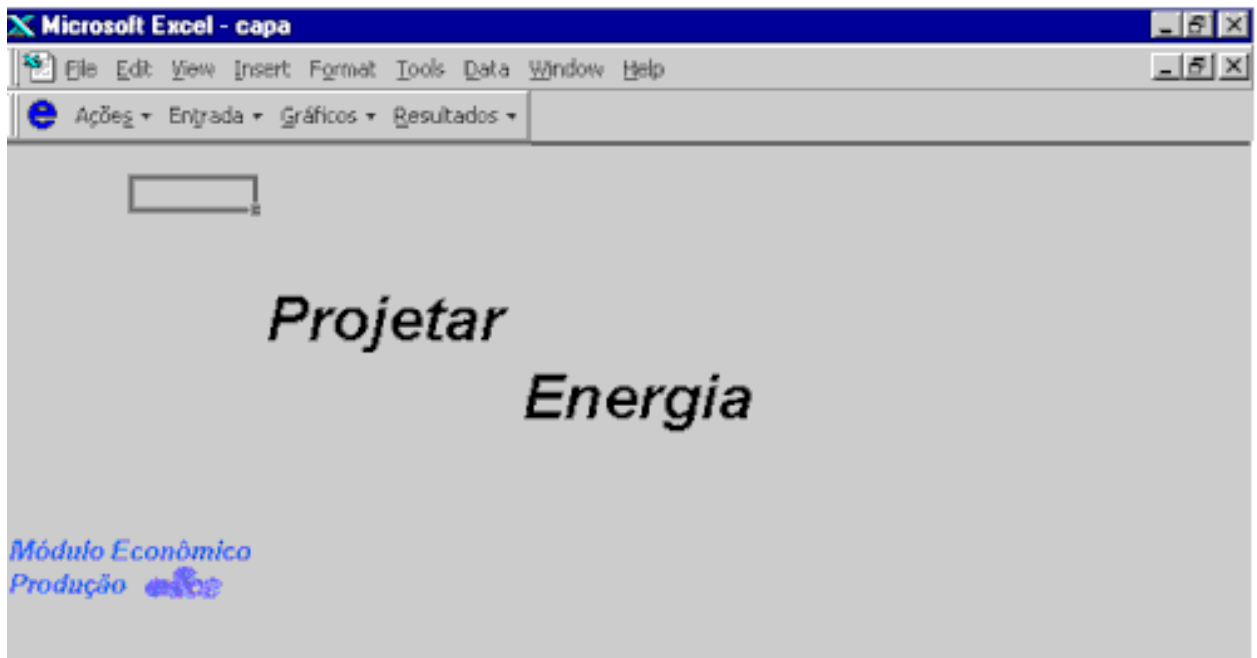 Microsoft Excel - capa
File Edit View Insert Format Tools Data Window Help
Ações Entrada Gráficos Resultados
Projetar
Energia
Módulo Econômico
Produção